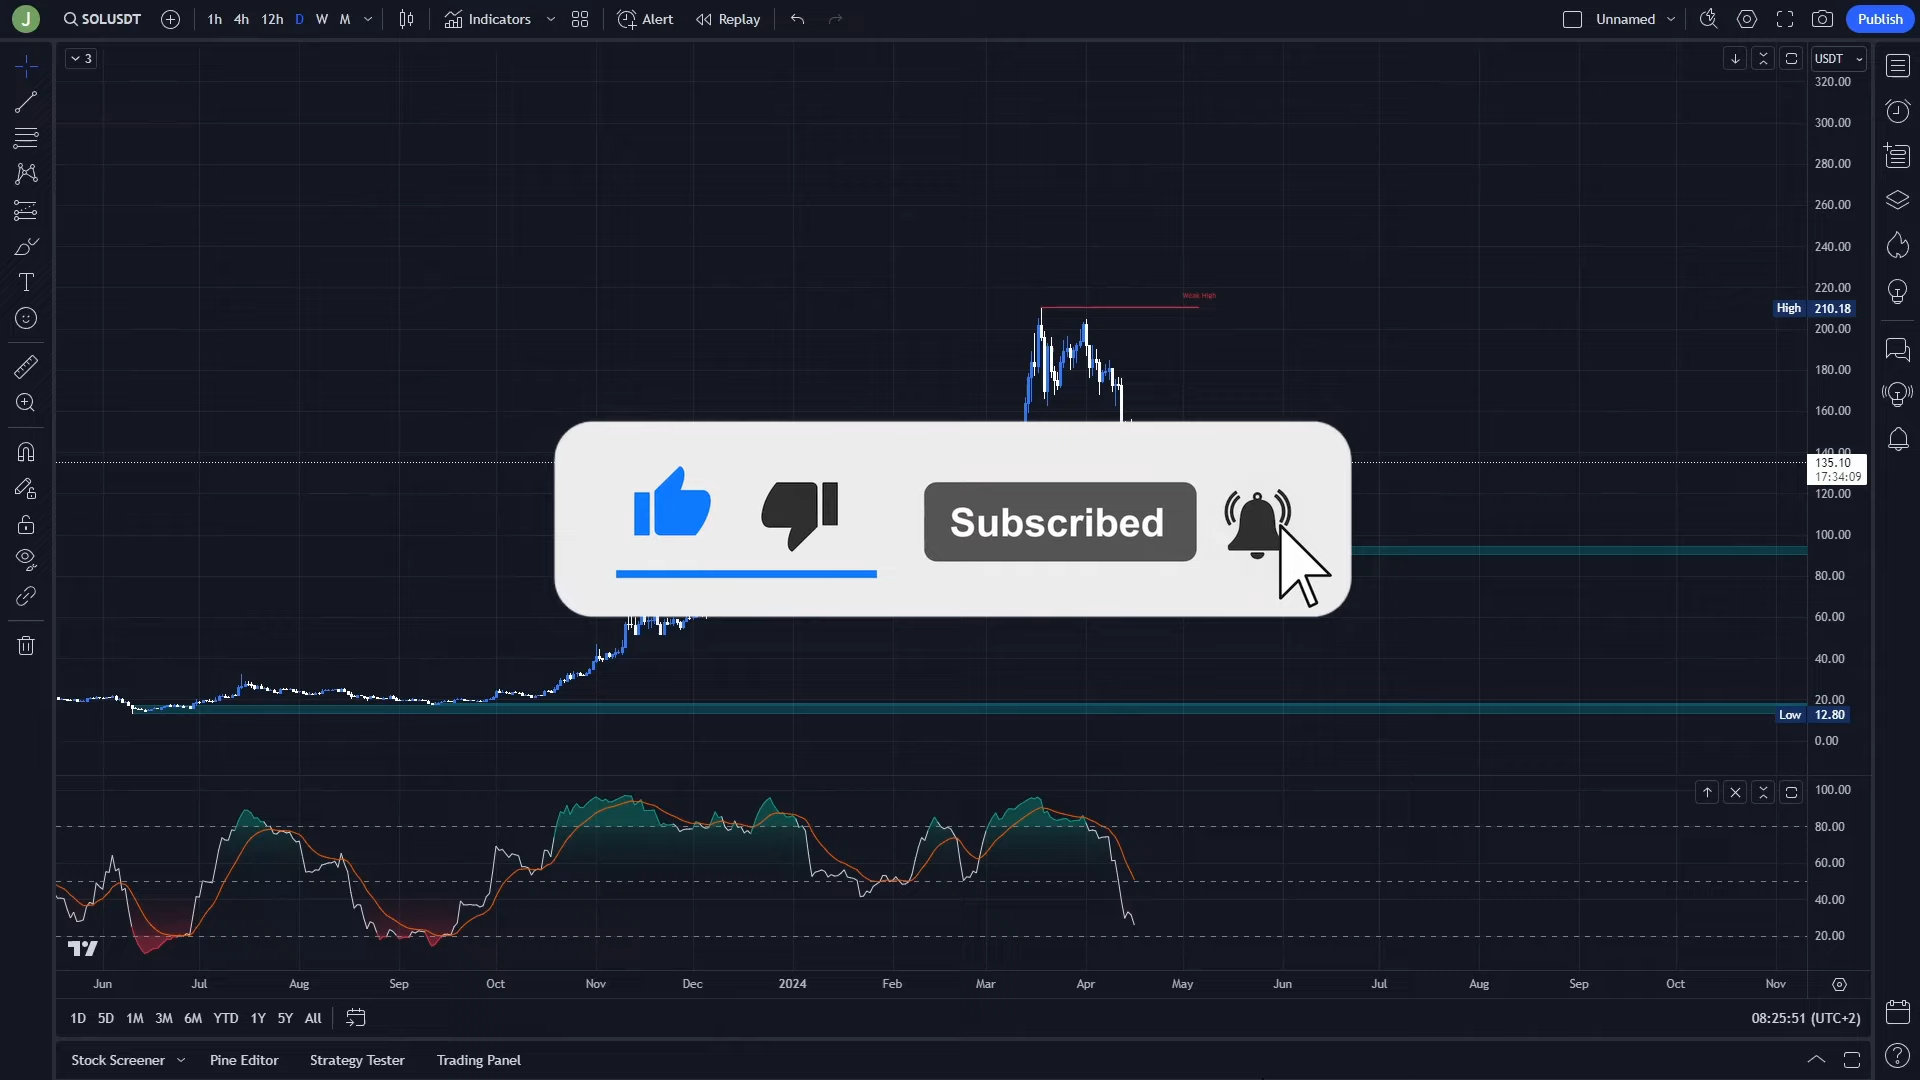 J SOLUSDT 1h 4h 12h D W M Indicators Alert Replay Unnamed Publish
3
USDT
320.00
300.00
280.00
260.00
240.00
220.00
Weak High
High 210.18
200.00
180.00
160.00
140.00
135.10
17:34:09
120.00
100.00
80.00
60.00
40.00
20.00
Low 12.80
0.00
Subscribed
100.00
80.00
60.00
40.00
20.00
Jun Jul Aug Sep Oct Nov Dec 2024 Feb Mar Apr May Jun Jul Aug Sep Oct Nov
1D 5D 1M 3M 6M YTD 1Y 5Y All 08:25:51 (UTC+2)
Stock Screener Pine Editor Strategy Tester Trading Panel